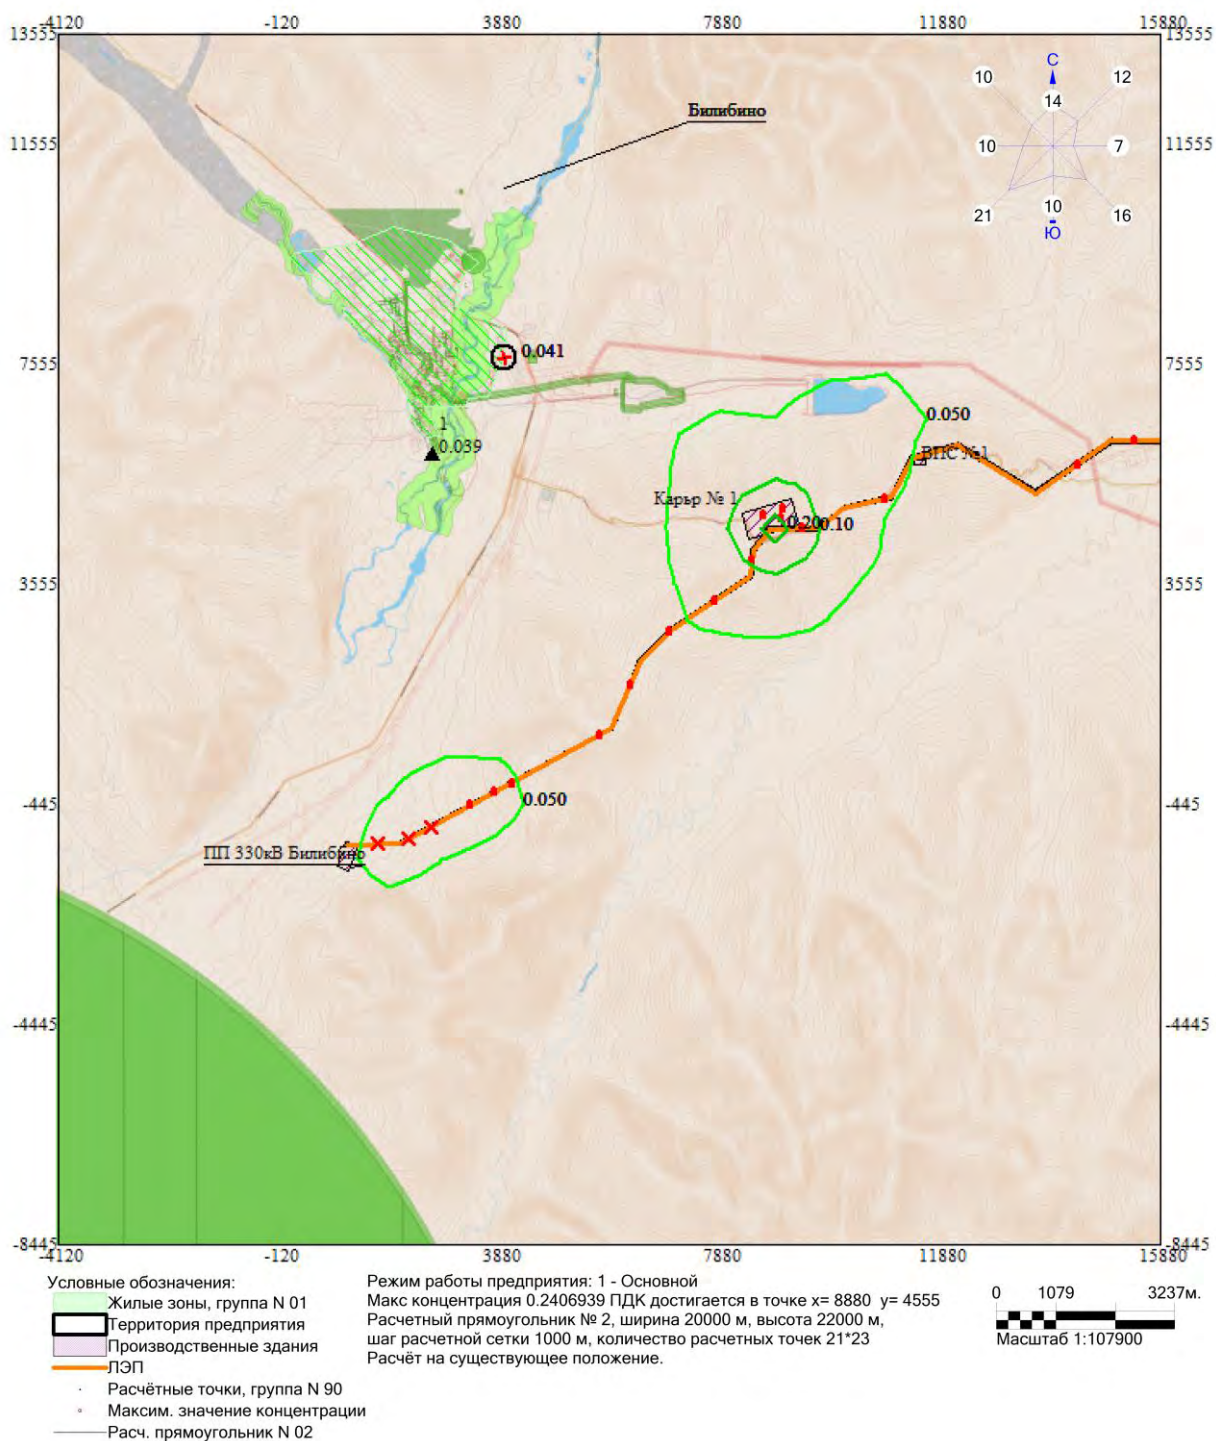 -4120 -120 3880 7880 11880 15880
13555 13555
С
10 12
14
Билибино
11555 11555
10 7
21 10 16
Ю
7555 7555
0.041
0.050
1
0.039
ВПС №1
Карьр № 1
0.20 0.10
3555 3555
-445 -445
0.050
ПП 330кВ Билибино
-4445 -4445
-8445 -8445
-4120 -120 3880 7880 11880 15880
Условные обозначения:
Жилые зоны, группа N 01
Территория предприятия
Производственные здания
ЛЭП
Расчётные точки, группа N 90
Максим. значение концентрации
Расч. прямоугольник N 02
Режим работы предприятия: 1 - Основной
Макс концентрация 0.2406939 ПДК достигается в точке x= 8880 y= 4555
Расчетный прямоугольник № 2, ширина 20000 м, высота 22000 м,
шаг расчетной сетки 1000 м, количество расчетных точек 21*23
Расчёт на существующее положение.
0 1079 3237м.
Масштаб 1:107900